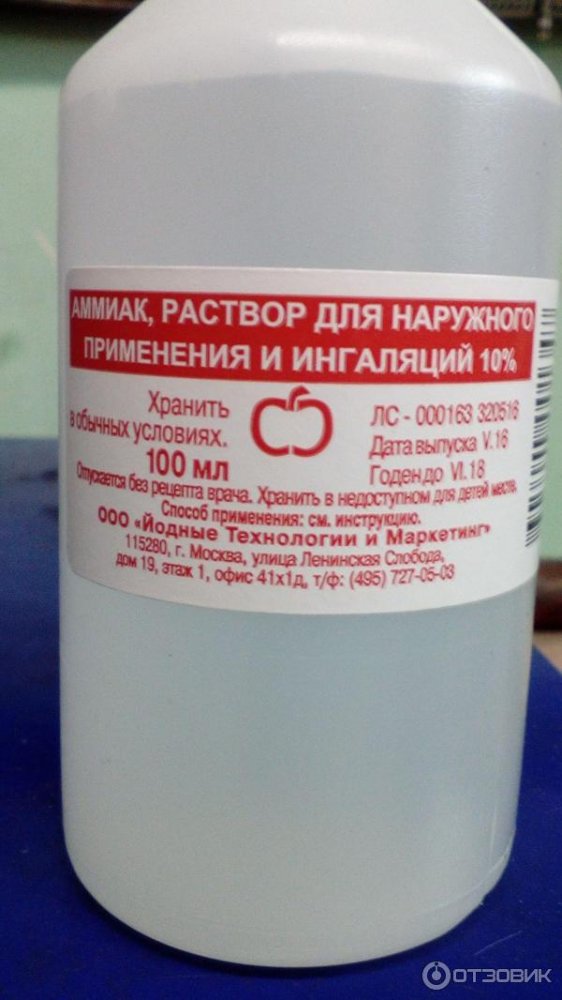 АММИАК, РАСТВОР ДЛЯ НАРУЖНОГО
ПРИМЕНЕНИЯ И ИНГАЛЯЦИЙ 10%
Хранить
в обычных условиях.
100 мл
ЛС - 000163 320516
Дата выпуска V.16
Годен до VI.18
Отпускается без рецепта врача. Хранить в недоступном для детей месте.
Способ применения: см. инструкцию.
ООО «Йодные Технологии и Маркетинг»
115280, г. Москва, улица Ленинская Слобода,
дом 19, этаж 1, офис 41х1д, т/ф: (495) 727-05-03
ОТЗОВИК